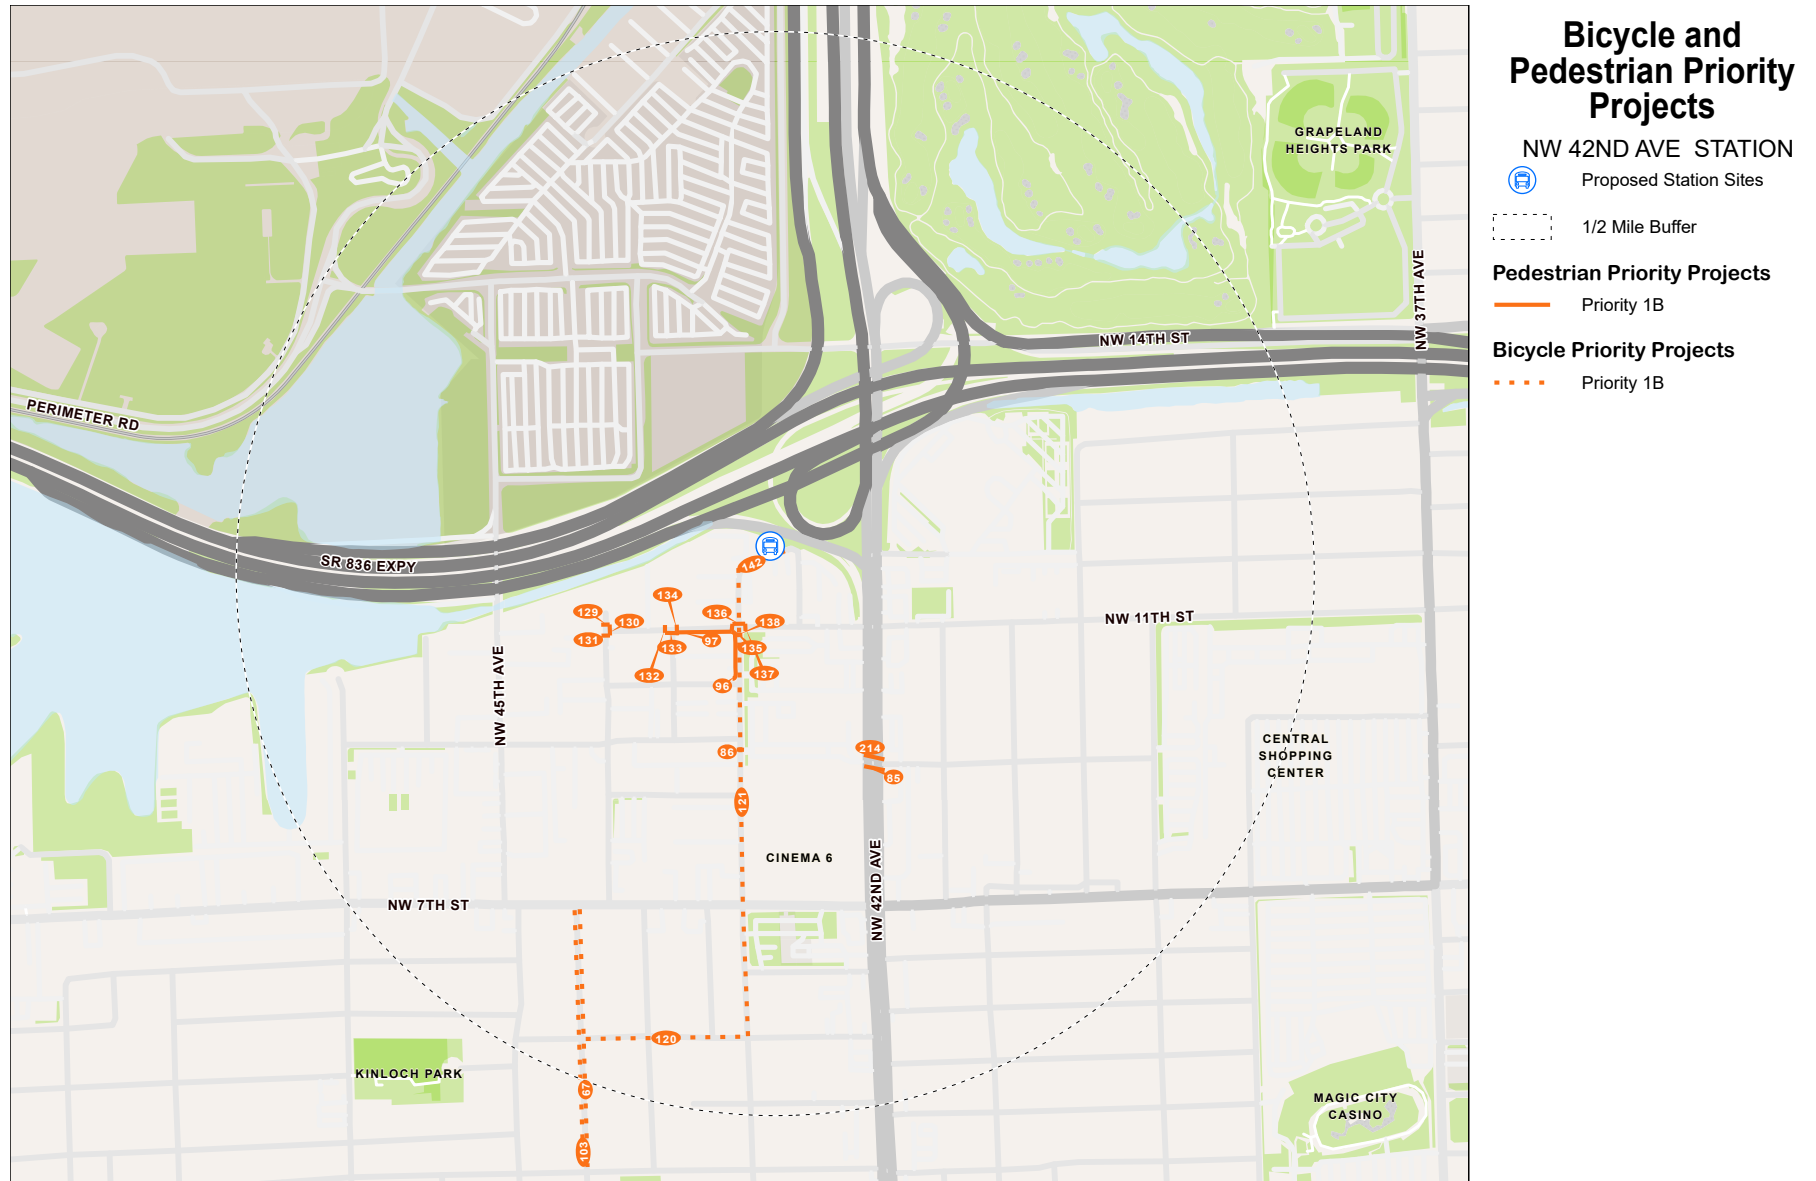 Bicycle and
Pedestrian Priority
Projects
NW 42ND AVE  STATION
Proposed Station Sites
1/2 Mile Buffer
Pedestrian Priority Projects
Priority 1B
Bicycle Priority Projects
Priority 1B
GRAPELAND
HEIGHTS PARK
NW 37TH AVE
NW 14TH ST
PERIMETER RD
SR 836 EXPY
142
134
129
130
136
138
NW 11TH ST
131
97
133
135
132
137
96
NW 45TH AVE
86
214
85
CENTRAL
SHOPPING
CENTER
121
CINEMA 6
NW 42ND AVE
NW 7TH ST
120
KINLOCH PARK
67
MAGIC CITY
CASINO
103